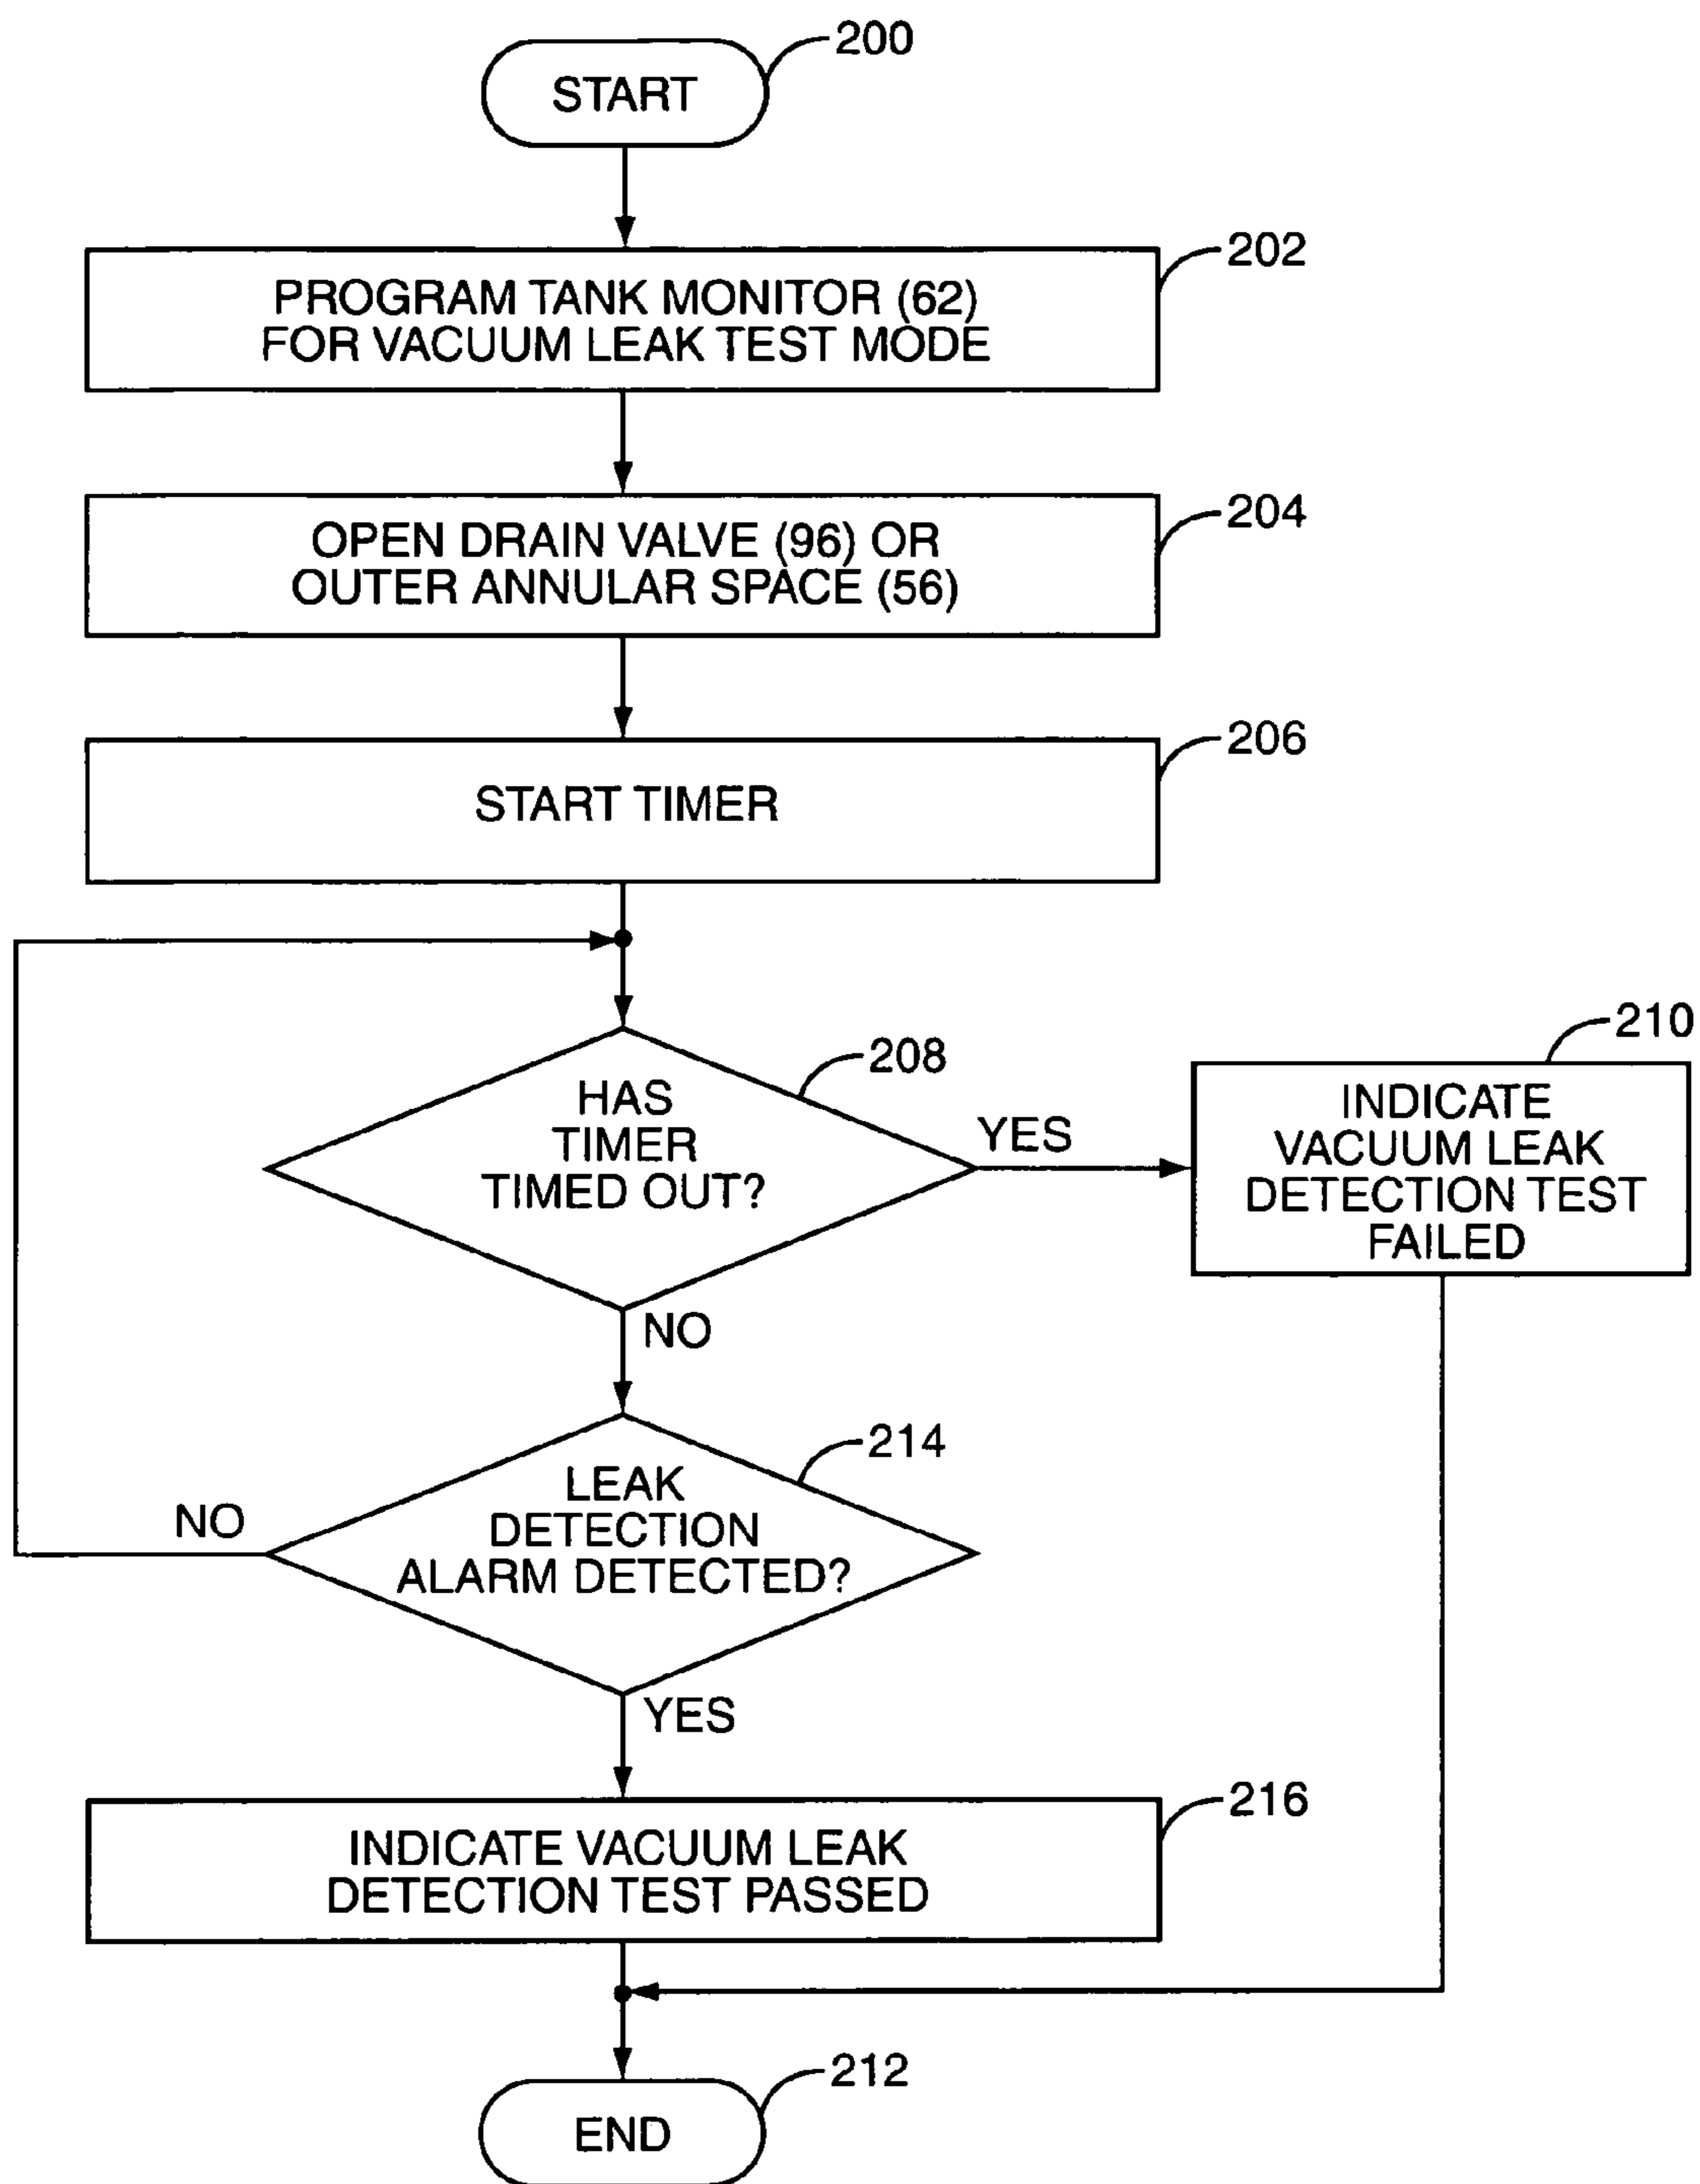 START
200
PROGRAM TANK MONITOR (62)
FOR VACUUM LEAK TEST MODE
202
OPEN DRAIN VALVE (96) OR
OUTER ANNULAR SPACE (56)
204
START TIMER
206
HAS
TIMER
TIMED OUT?
208
YES
INDICATE
VACUUM LEAK
DETECTION TEST
FAILED
210
NO
LEAK
DETECTION
ALARM DETECTED?
214
NO
YES
INDICATE VACUUM LEAK
DETECTION TEST PASSED
216
END
212